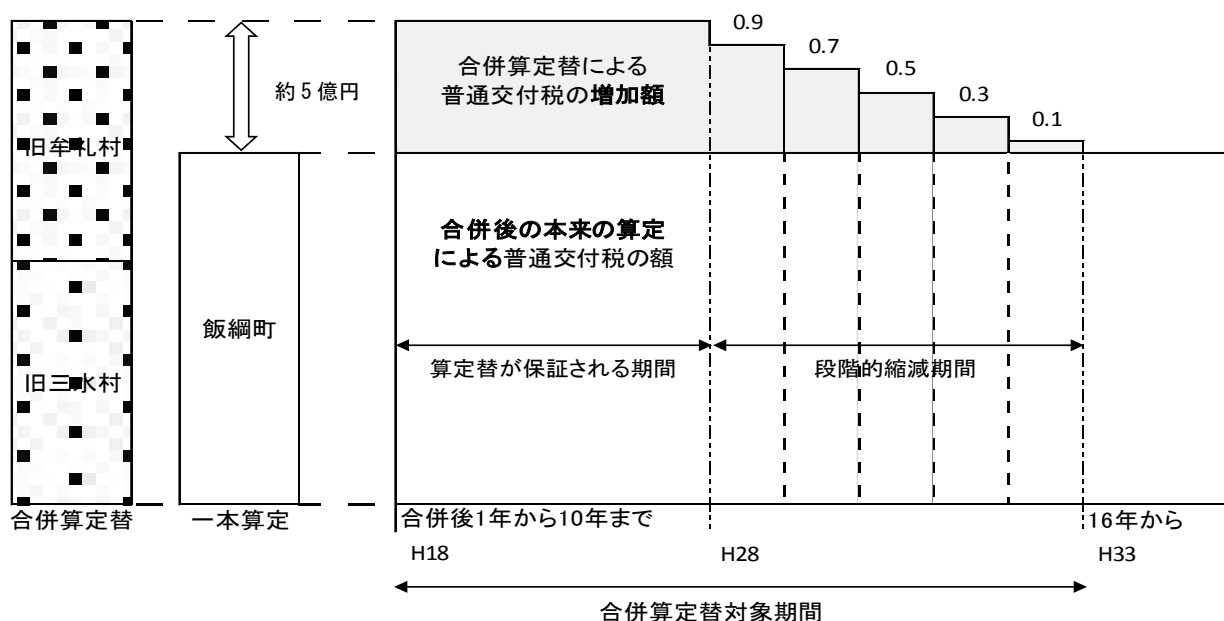 0.9
0.7
0.5
0.3
0.1
約5億円
合併算定替による
普通交付税の増加額
旧牟礼村
合併後の本来の算定
による普通交付税の額
飯綱町
算定替が保証される期間
段階的縮減期間
旧三水村
合併算定替
一本算定
合併後1年から10年まで
16年から
H18
H28
H33
合併算定替対象期間